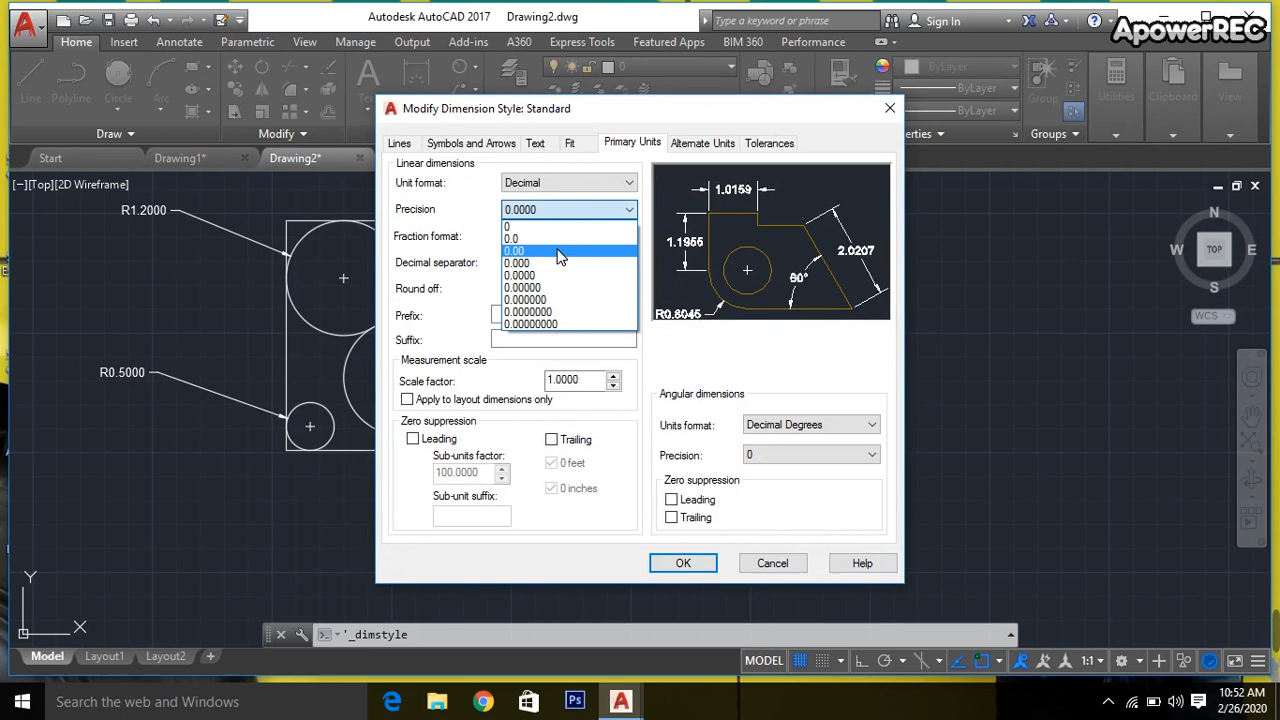 Autodesk AutoCAD 2017 Drawing2.dwg
Type a keyword or phrase
Sign In
ApowerREC
Home Insert Annotate Parametric View Manage Output Add-ins A360 Express Tools Featured Apps BIM 360 Performance
Line Polyline Circle Arc
0
ByLayer
ByLayer
ByLayer
Group
Utilities Clipboard View
Draw Modify
Groups
Start Drawing1* Drawing2*
[−][Top][2D Wireframe]
R1.2000
R0.5000
Modify Dimension Style: Standard
Lines Symbols and Arrows Text Fit Primary Units Alternate Units Tolerances
Linear dimensions
Unit format: Decimal
Precision 0.0000
0
0.0
0.00
0.000
0.0000
0.00000
0.000000
0.0000000
0.00000000
Fraction format:
Decimal separator:
Round off:
Prefix:
Suffix:
Measurement scale
Scale factor: 1.0000
Apply to layout dimensions only
Zero suppression
Leading
Trailing
Sub-units factor:
100.0000
0 feet
Sub-unit suffix:
0 inches
1.0159
1.1955
2.0207
R0.8045
Angular dimensions
Units format: Decimal Degrees
Precision: 0
Zero suppression
Leading
Trailing
OK Cancel Help
N
W TOP E
S
WCS
Y
X
'_dimstyle
Model Layout1 Layout2
MODEL 1:1
Search the web and Windows
Ps
10:52 AM
2/26/2020